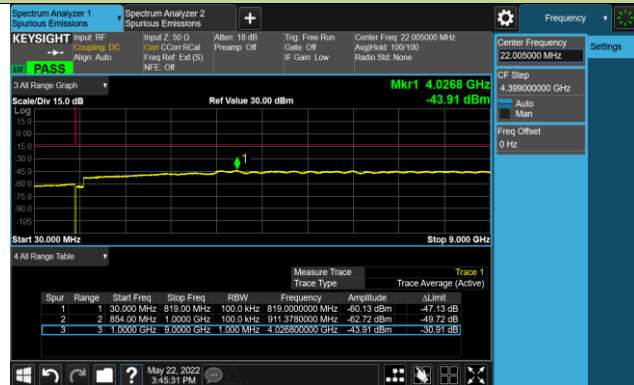 Spectrum Analyzer 1
Spurious Emissions
Spectrum Analyzer 2
Spurious Emissions
+
Frequency
KEYSIGHT
Input: RF
Coupling: DC
Align: Auto
Input Z: 50 Ω
Corr CCorr RCal
Freq Ref: Ext (S)
NFE: Off
Atten: 18 dB
Preamp: Off
Trig: Free Run
Gate: Off
IF Gain: Low
Center Freq: 22.005000 MHz
Avg|Hold: 100/100
Radio Std: None
PASS
Center Frequency
22.005000 MHz
Settings
CF Step
4.399000000 GHz
Auto
Man
Freq Offset
0 Hz
3 All Range Graph
Mkr1 4.0268 GHz
Scale/Div 15.0 dB
Ref Value 30.00 dBm
-43.91 dBm
Log
15.0
0.00
-15.0
-30.0
-45.0
-60.0
-75.0
-90.0
-105
1
Start 30.000 MHz
Stop 9.000 GHz
4 All Range Table
Measure Trace Trace 1
Trace Type Trace Average (Active)
Spur Range Start Freq Stop Freq RBW Frequency Amplitude ΔLimit
1 1 30.000 MHz 819.00 MHz 100.0 kHz 819.0000000 MHz -60.13 dBm -47.13 dB
2 2 854.00 MHz 1.0000 GHz 100.0 kHz 911.3780000 MHz -62.72 dBm -49.72 dB
3 3 1.0000 GHz 9.0000 GHz 1.000 MHz 4.026800000 GHz -43.91 dBm -30.91 dB
?
May 22, 2022
3:45:31 PM